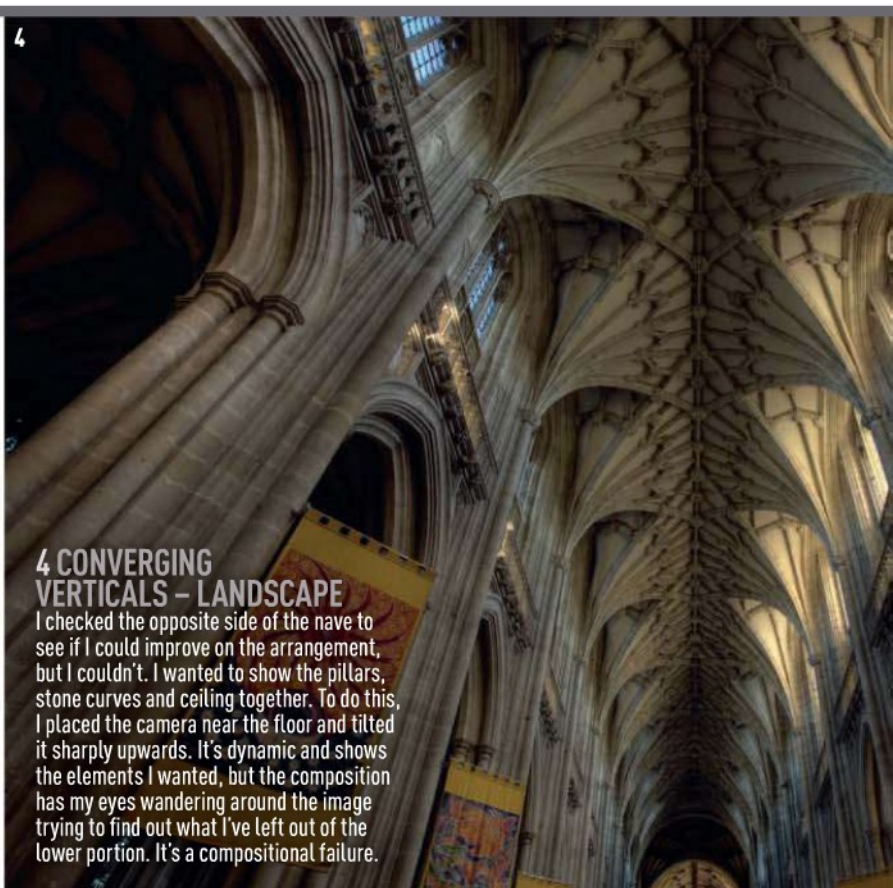 4
4 CONVERGING
VERTICALS – LANDSCAPE
I checked the opposite side of the nave to
see if I could improve on the arrangement,
but I couldn't. I wanted to show the pillars,
stone curves and ceiling together. To do this,
I placed the camera near the floor and tilted
it sharply upwards. It's dynamic and shows
the elements I wanted, but the composition
has my eyes wandering around the image
trying to find out what I've left out of the
lower portion. It's a compositional failure.